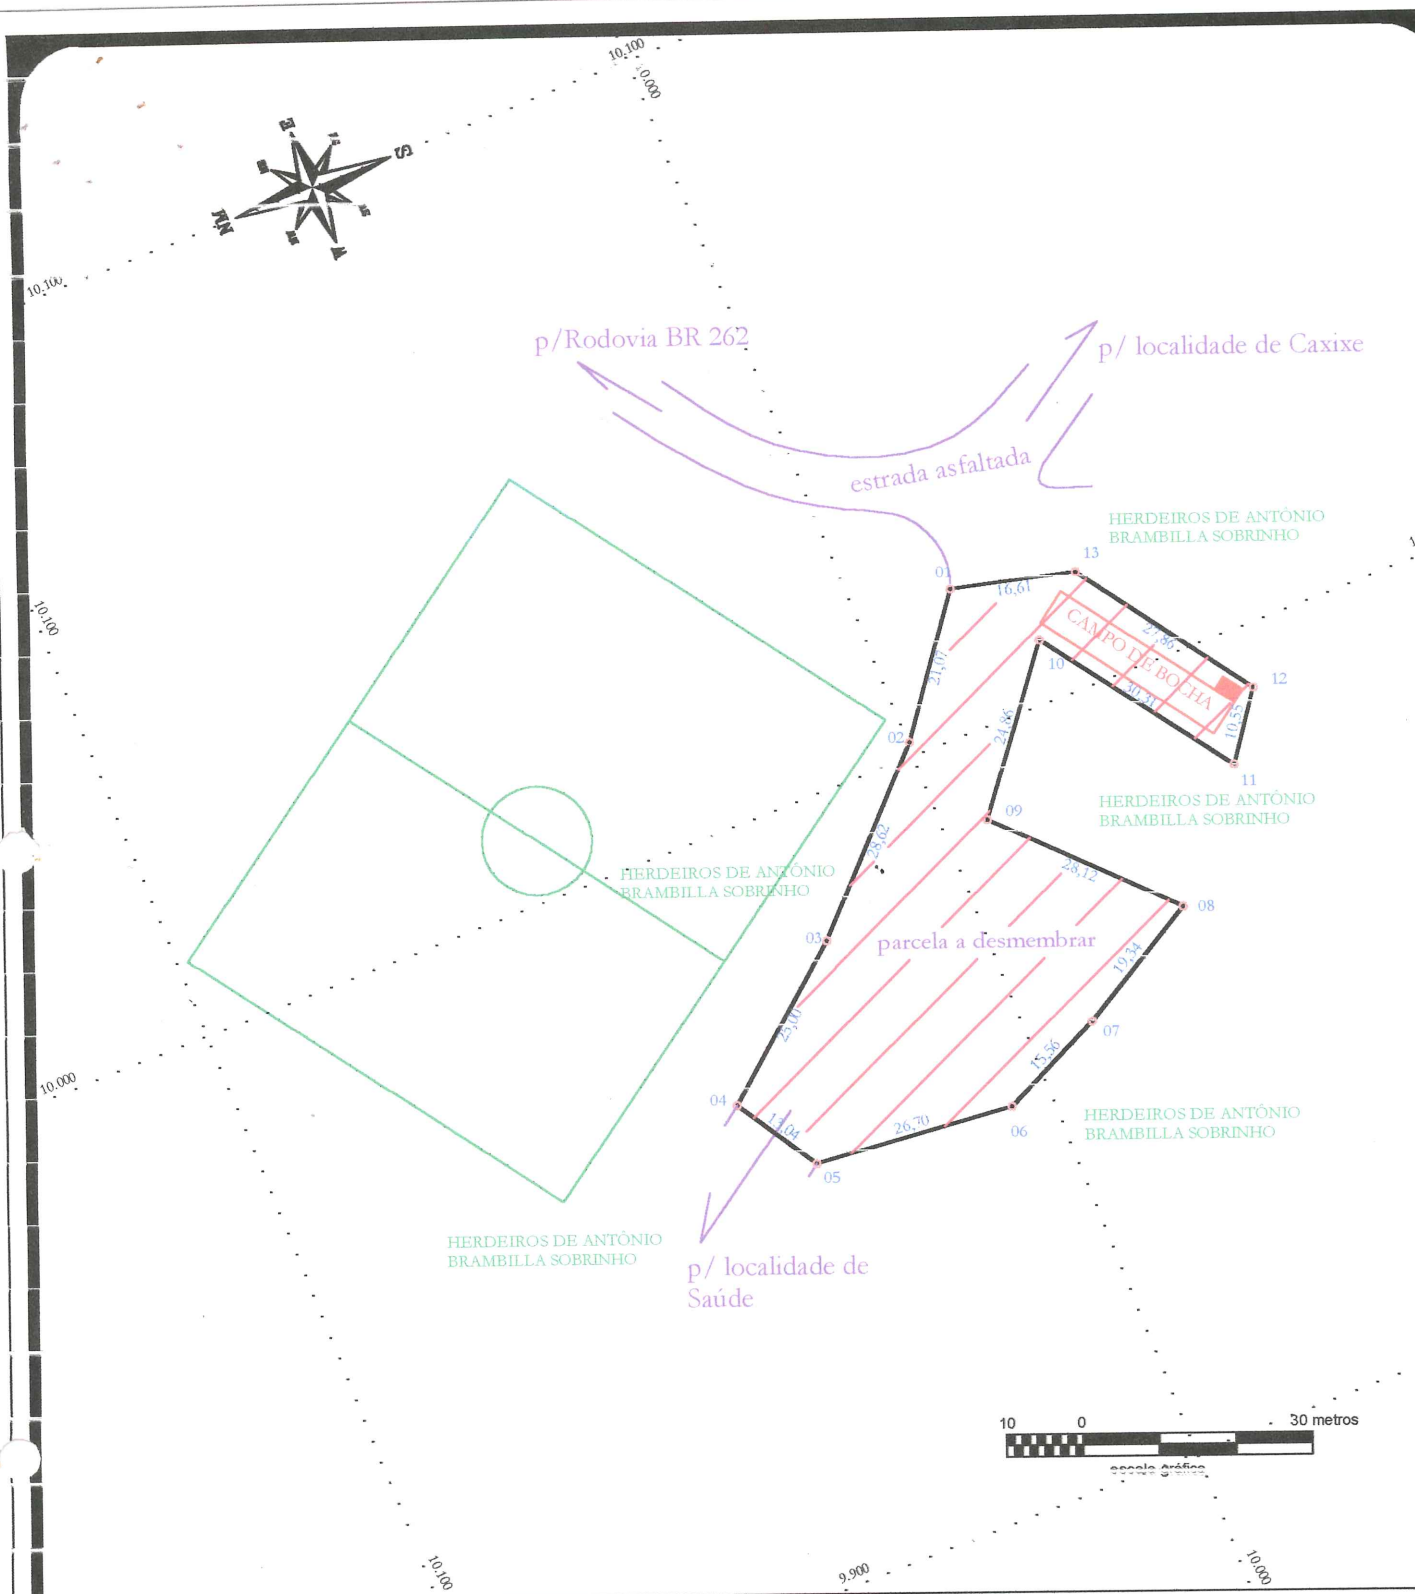 10.100
10.000
E
S
NM
W
10.100
p/Rodovia BR 262
p/ localidade de Caxixe
estrada asfaltada
HERDEIROS DE ANTÔNIO
BRAMBILLA SOBRINHO
13
01
16,61
10.100
CAMPO DE BOCHA
27,86
10
12
21,07
30,31
10,55
24,86
02
11
HERDEIROS DE ANTÔNIO
BRAMBILLA SOBRINHO
09
28,62
28,12
HERDEIROS DE ANTÔNIO
BRAMBILLA SOBRINHO
08
03
parcela a desmembrar
19,34
25,00
07
15,56
10.000
04
13,04
26,70
06
HERDEIROS DE ANTÔNIO
BRAMBILLA SOBRINHO
05
HERDEIROS DE ANTÔNIO
BRAMBILLA SOBRINHO
p/ localidade de
Saúde
10 0 30 metros
escala gráfica
10.100
9.900
10.000